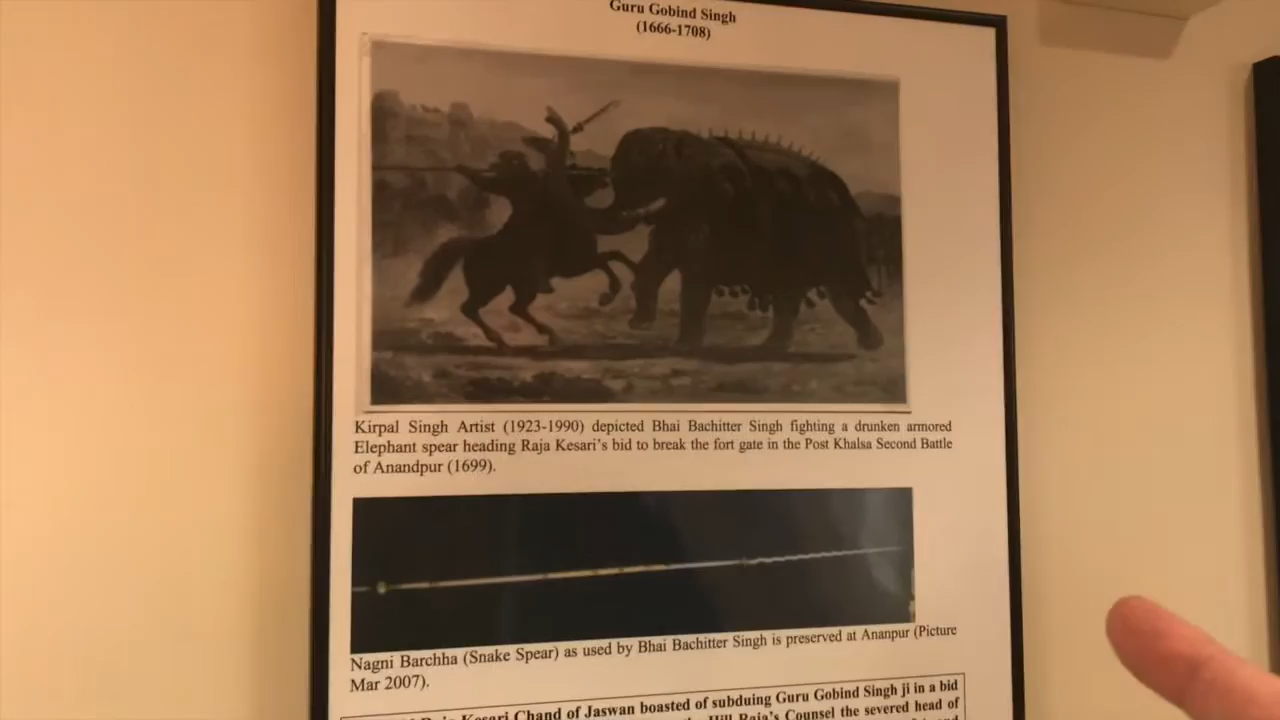 Guru Gobind Singh
(1666-1708)
Kirpal Singh Artist (1923-1990) depicted Bhai Bachitter Singh fighting a drunken armored
Elephant spear heading Raja Kesari's bid to break the fort gate in the Post Khalsa Second Battle
of Anandpur (1699).
Nagni Barchha (Snake Spear) as used by Bhai Bachitter Singh is preserved at Ananpur (Picture
Mar 2007).
Raja Kesari Chand of Jaswan boasted of subduing Guru Gobind Singh ji in a bid
Hill Raja's Counsel the severed head of